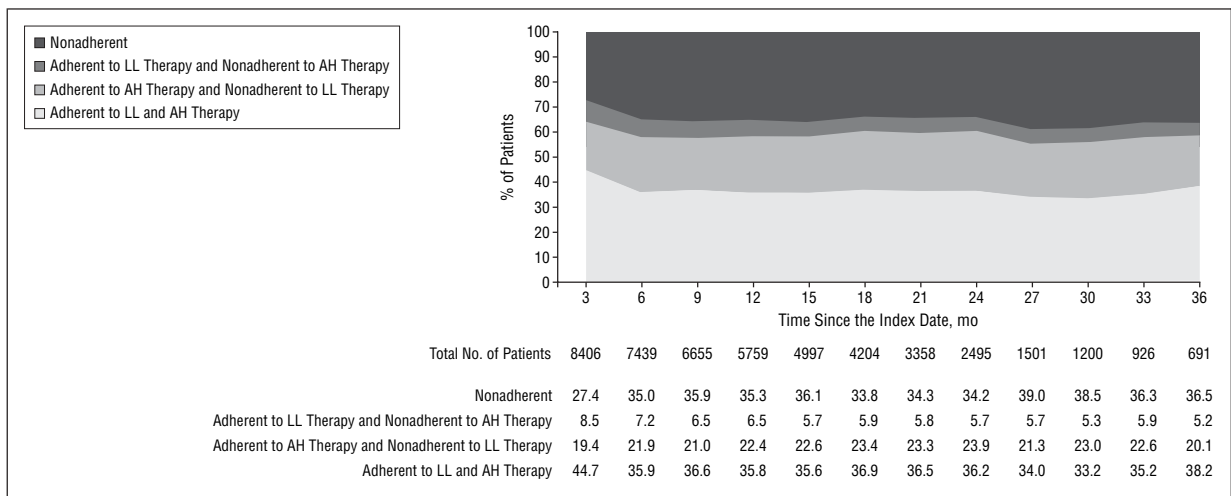 Nonadherent
Adherent to LL Therapy and Nonadherent to AH Therapy
Adherent to AH Therapy and Nonadherent to LL Therapy
Adherent to LL and AH Therapy
% of Patients
100
90
80
70
60
50
40
30
20
10
0
3 6 9 12 15 18 21 24 27 30 33 36
Time Since the Index Date, mo
Total No. of Patients 8406 7439 6655 5759 4997 4204 3358 2495 1501 1200 926 691
Nonadherent 27.4 35.0 35.9 35.3 36.1 33.8 34.3 34.2 39.0 38.5 36.3 36.5
Adherent to LL Therapy and Nonadherent to AH Therapy 8.5 7.2 6.5 6.5 5.7 5.9 5.8 5.7 5.7 5.3 5.9 5.2
Adherent to AH Therapy and Nonadherent to LL Therapy 19.4 21.9 21.0 22.4 22.6 23.4 23.3 23.9 21.3 23.0 22.6 20.1
Adherent to LL and AH Therapy 44.7 35.9 36.6 35.8 35.6 36.9 36.5 36.2 34.0 33.2 35.2 38.2